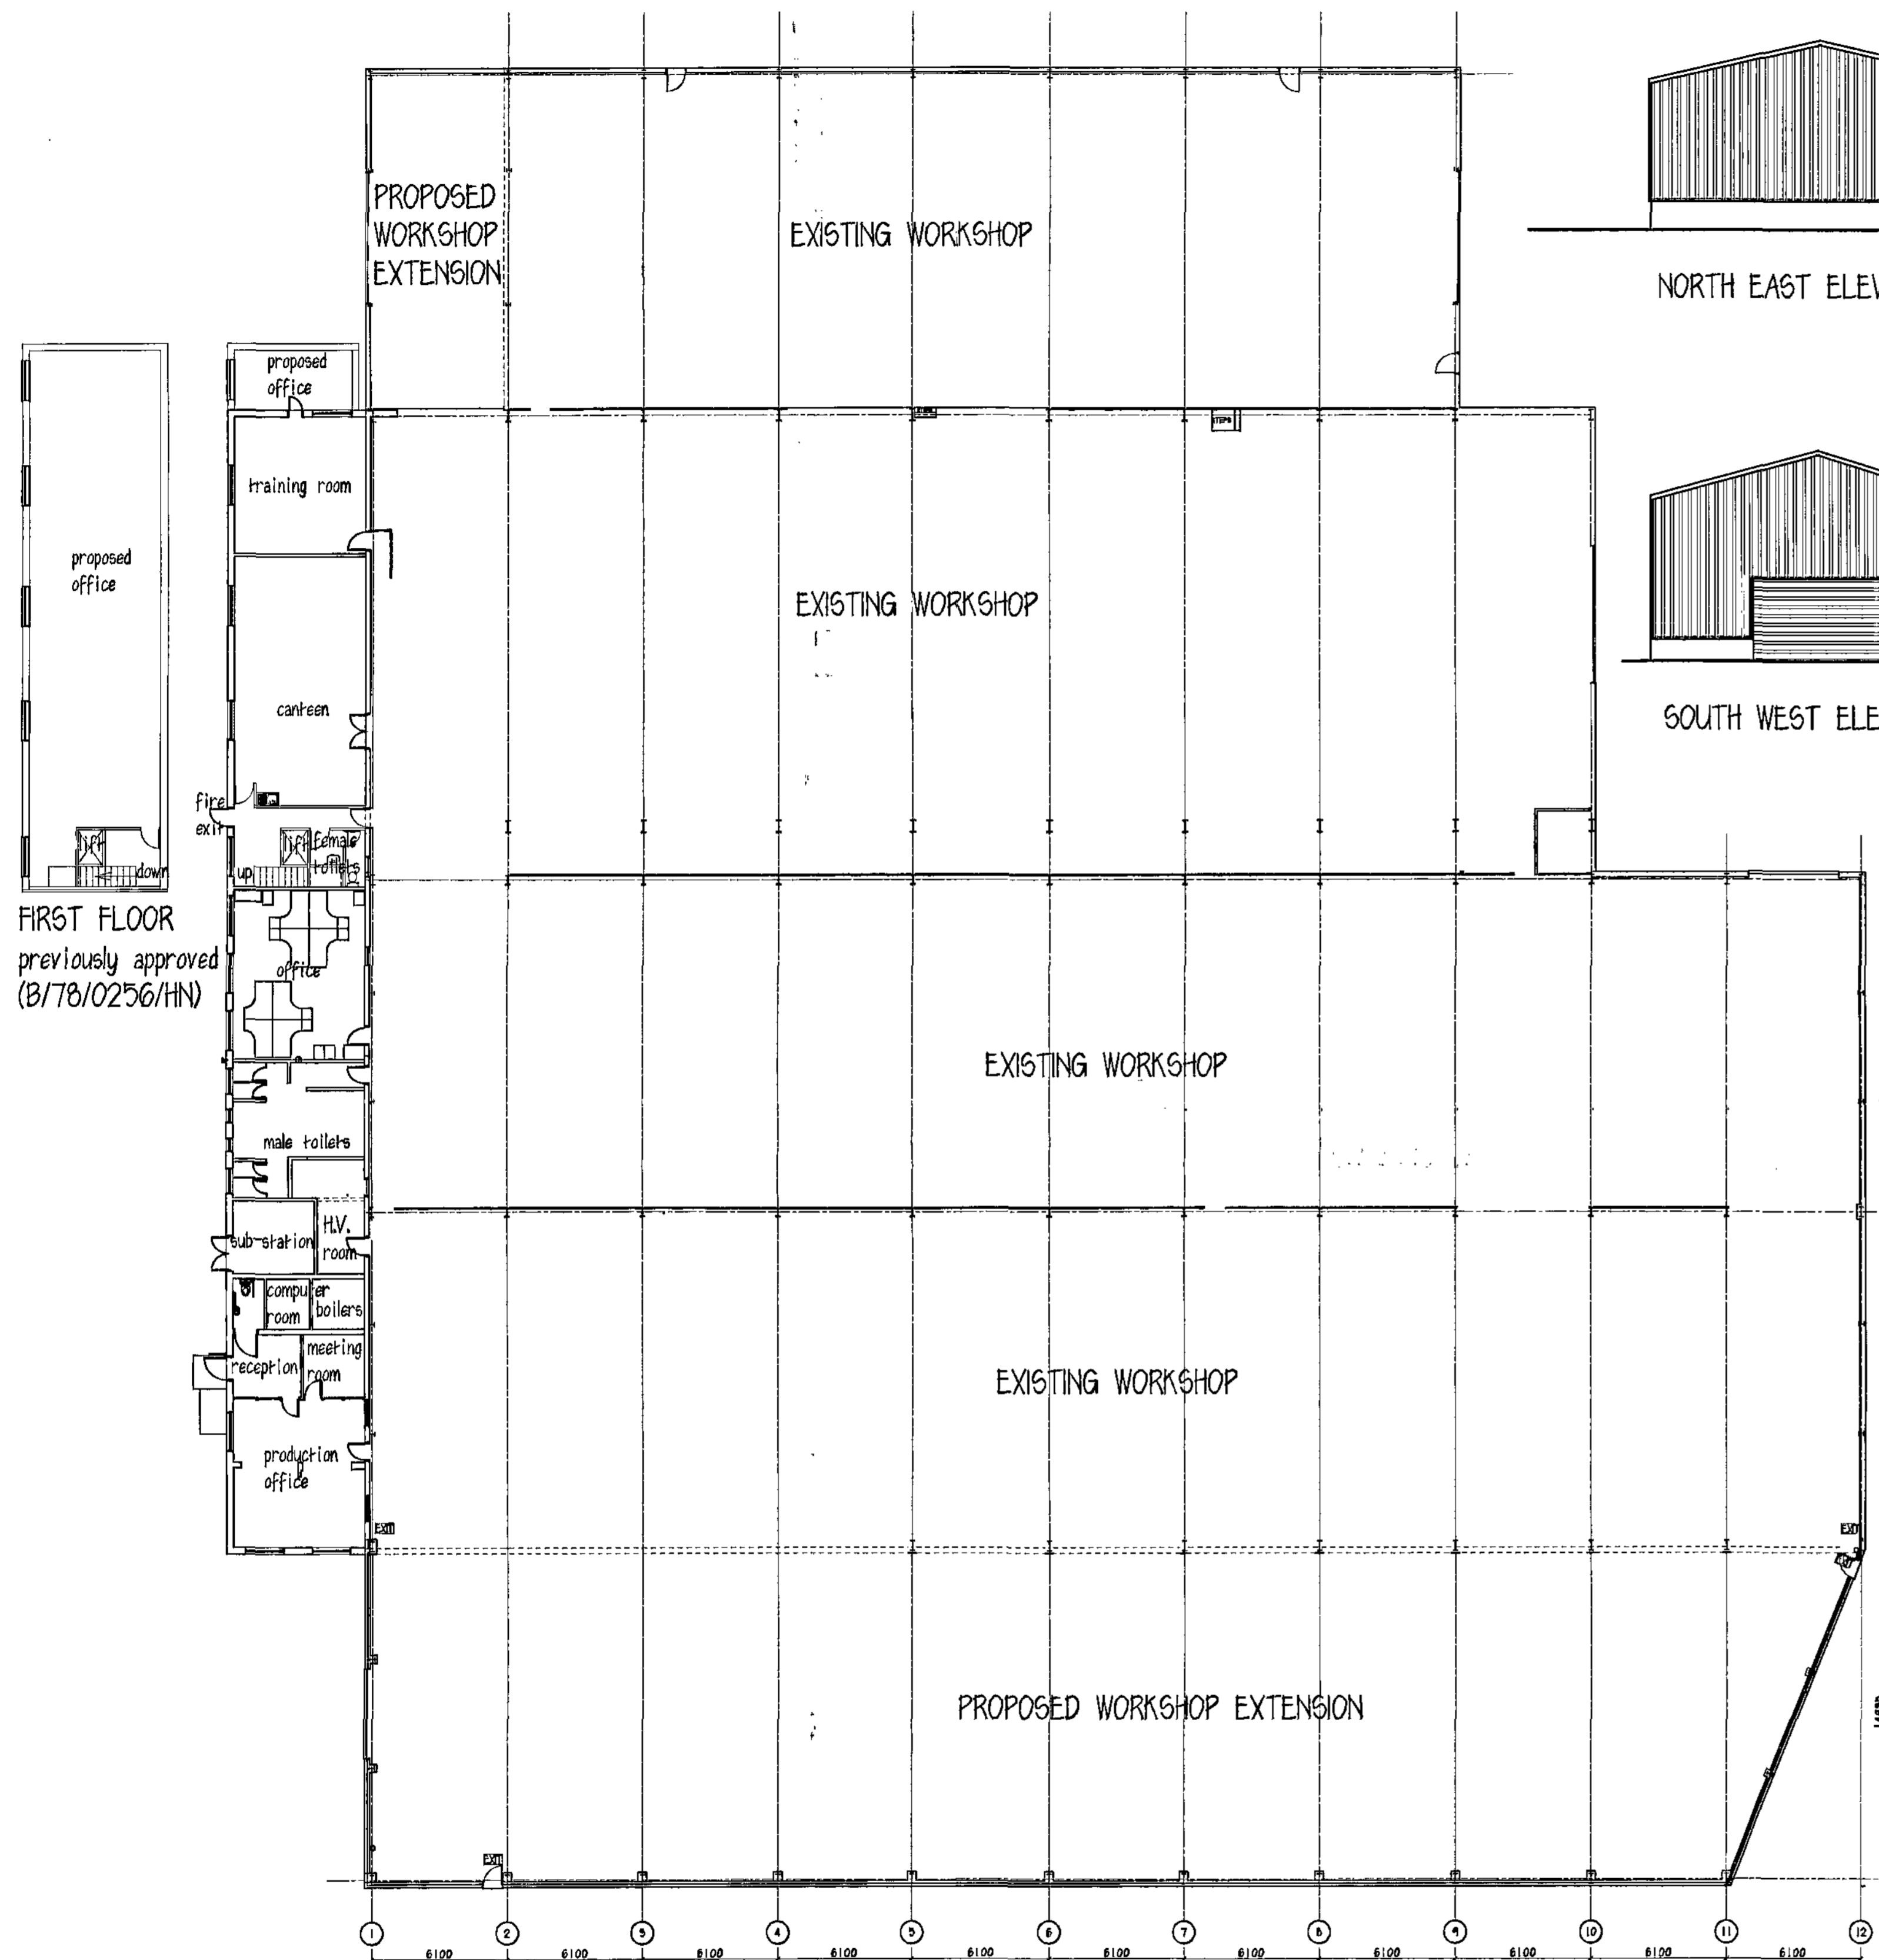 PROPOSED
WORKSHOP
EXTENSION
EXISTING WORKSHOP
NORTH EAST ELEV
proposed
office
training room
STEPS
proposed
office
EXISTING WORKSHOP
canteen
SOUTH WEST ELE
fire
exit
lift
down
lift
female
toilets
up
FIRST FLOOR
previously approved
(B/78/0256/HN)
office
EXISTING WORKSHOP
male toilets
H.V.
room
sub-station
computer
room
boilers
EXISTING WORKSHOP
meeting
room
reception
production
office
EXIT
EXIT
PROPOSED WORKSHOP EXTENSION
EXIT
1 2 3 4 5 6 7 8 9 10 11 12
6100 6100 6100 6100 6100 6100 6100 6100 6100 6100 6100